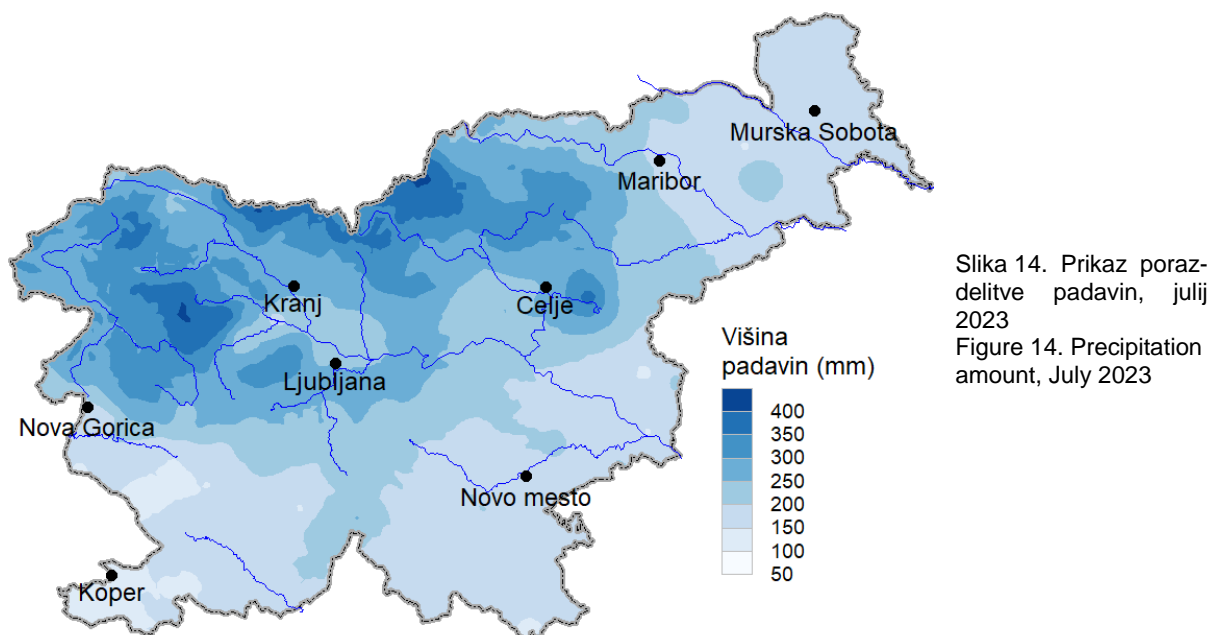 Murska Sobota
Maribor
Kranj
Celje
Ljubljana
Nova Gorica
Novo mesto
Koper
Višina
padavin (mm)
400
350
300
250
200
150
100
50
Slika 14. Prikaz poraz-
delitve padavin, julij
2023
Figure 14. Precipitation
amount, July 2023